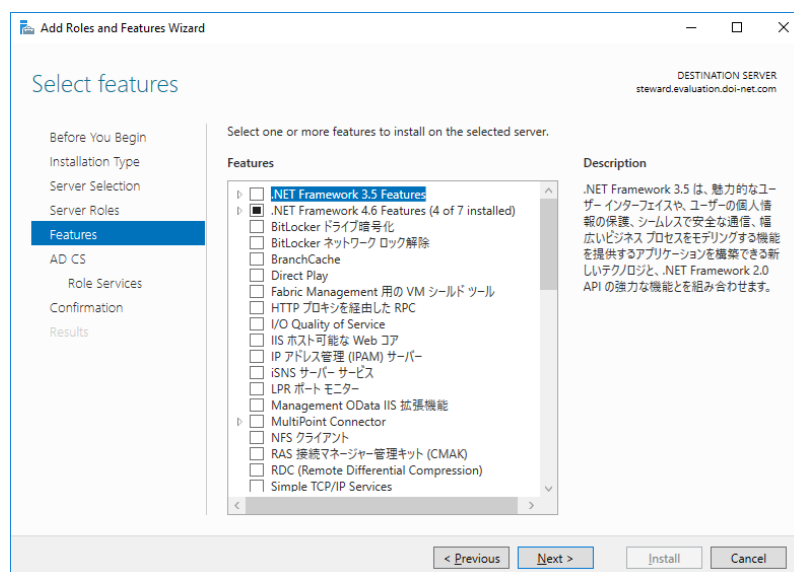 Add Roles and Features Wizard
Select features
DESTINATION SERVER
steward.evaluation.doi-net.com
Before You Begin
Installation Type
Server Selection
Server Roles
Features
AD CS
Role Services
Confirmation
Results
Select one or more features to install on the selected server.
Features
.NET Framework 3.5 Features
.NET Framework 4.6 Features (4 of 7 installed)
BitLocker ドライブ暗号化
BitLocker ネットワーク ロック解除
BranchCache
Direct Play
Fabric Management 用の VM シールド ツール
HTTP プロキシを経由した RPC
I/O Quality of Service
IIS ホスト可能な Web コア
IP アドレス管理 (IPAM) サーバー
iSNS サーバー サービス
LPR ポート モニター
Management OData IIS 拡張機能
MultiPoint Connector
NFS クライアント
RAS 接続マネージャー管理キット (CMAK)
RDC (Remote Differential Compression)
Simple TCP/IP Services
Description
.NET Framework 3.5 は、魅力的なユー
ザー インターフェイスや、ユーザーの個人情
報の保護、シームレスで安全な通信、幅
広いビジネス プロセスをモデリングする機能
を提供するアプリケーションを構築できる新
しいテクノロジと、.NET Framework 2.0
API の強力な機能とを組み合わせます。
< Previous
Next >
Install
Cancel